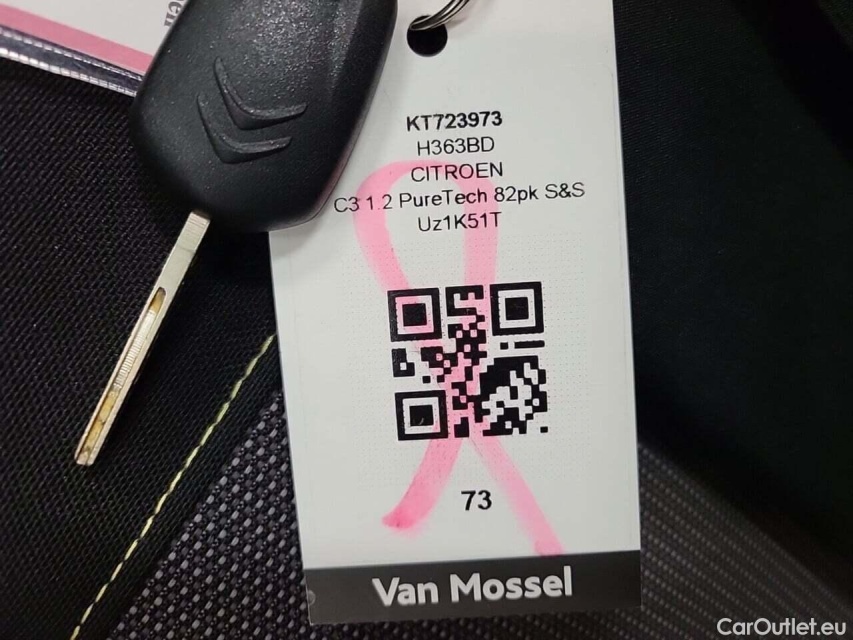 KT723973
H363BD
CITROEN
C3 1.2 PureTech 82pk S&S
Uz1K51T
73
Van Mossel
CarOutlet.eu